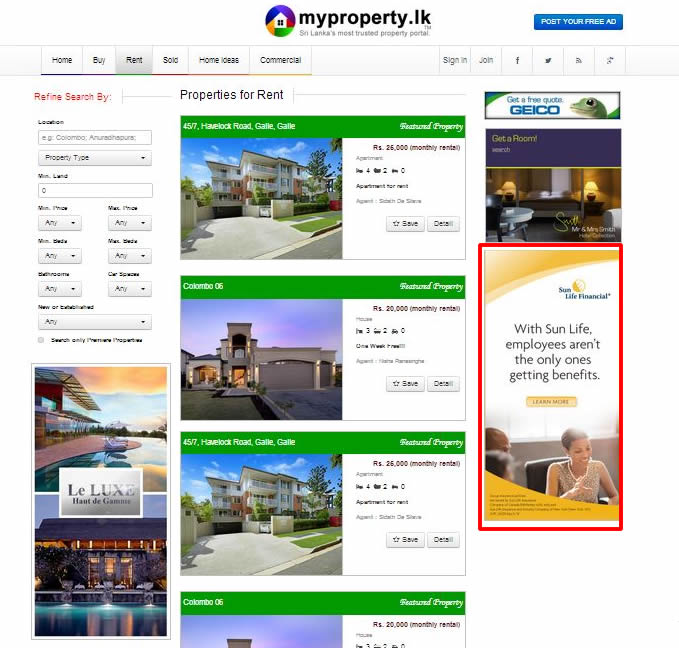 myproperty.lk
TM
Sri Lanka's most trusted property portal.
POST YOUR FREE AD
Home Buy Rent Sold Home Ideas Commercial Sign In Join
Refine Search By:
Location
e.g: Colombo; Anuradhapura;
Property Type
Min. Land
0
Min. Price Max. Price
Any Any
Min. Beds Max. Beds
Any Any
Bathrooms Car Spaces
Any Any
New or Established
Any
Search only Premiere Properties
Le LUXE
Haut de Gamme
Properties for Rent
45/7, Havelock Road, Galle, Galle Featured Property
Rs. 26,000 (monthly rental)
Apartment
4 2 0
Apartment for rent
Agent : Sidath De Silava
Save Detail
Colombo 06 Featured Property
Rs. 20,000 (monthly rental)
House
3 2 0
One Week Free!!!
Agent : Nisha Ranasinghe
Save Detail
45/7, Havelock Road, Galle, Galle Featured Property
Rs. 26,000 (monthly rental)
Apartment
4 2 0
Apartment for rent
Agent : Sidath De Silava
Save Detail
Colombo 06 Featured Property
Rs. 20,000 (monthly rental)
House
3 2 0
Get a free quote.
GEICO
Get a Room!
search
Smith
Mr & Mrs Smith
Hotel Collection
Sun
Life Financial
With Sun Life,
employees aren't
the only ones
getting benefits.
LEARN MORE